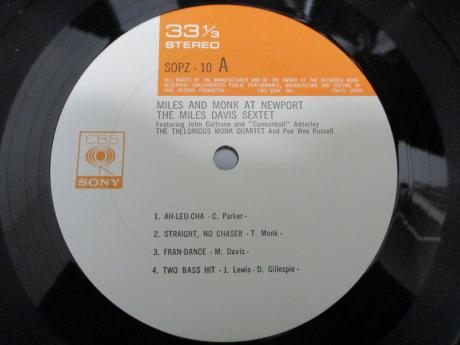 33 1/3
STEREO
SOPZ - 10 A
ALL RIGHTS OF THE MANUFACTURER AND OF THE OWNER OF THE RECORDED WORK
RESERVED. UNAUTHORISED PUBLIC PERFORMANCE, BROADCASTING AND COPYING OF
THIS RECORD PROHIBITED. CBS/SONY INC. TOKYO JAPAN
MILES AND MONK AT NEWPORT
THE MILES DAVIS SEXTET
Featuring John Coltrane and "Cannonball" Adderley
THE THELONIOUS MONK QUARTET And Pee Wee Russell
CBS
SONY
1. AH-LEU-CHA - C. Parker -
2. STRAIGHT, NO CHASER - T. Monk -
3. FRAN-DANCE - M. Davis -
4. TWO BASS HIT - J. Lewis - D. Gillespie -